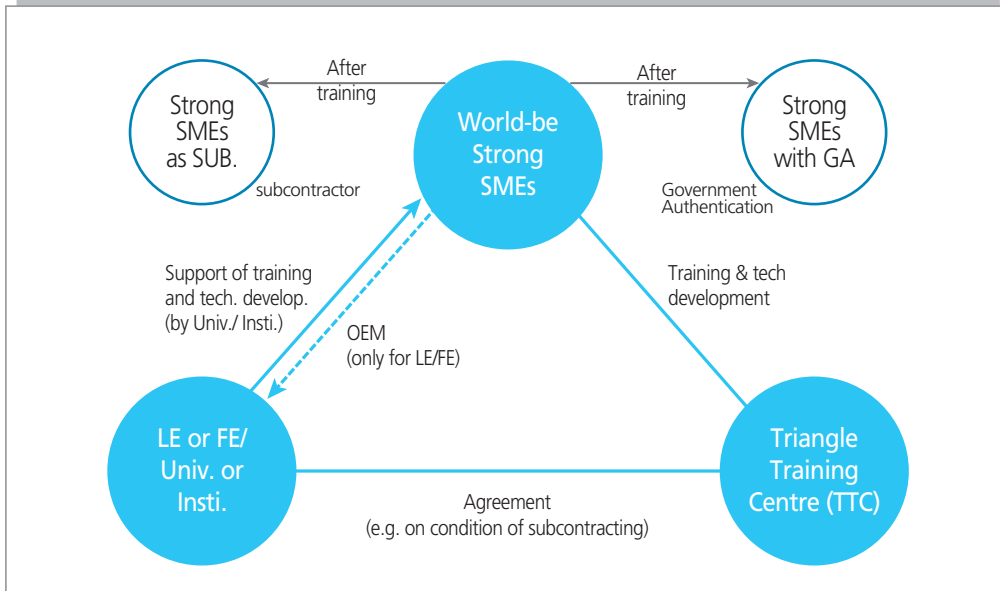 After
training
After
training
Strong
SMEs
as SUB.
World-be
Strong
SMEs
Strong
SMEs
with GA
subcontractor
Government
Authentication
Support of training
and tech. develop.
(by Univ./ Insti.)
Training & tech
development
OEM
(only for LE/FE)
LE or FE/
Univ. or
Insti.
Triangle
Training
Centre (TTC)
Agreement
(e.g. on condition of subcontracting)